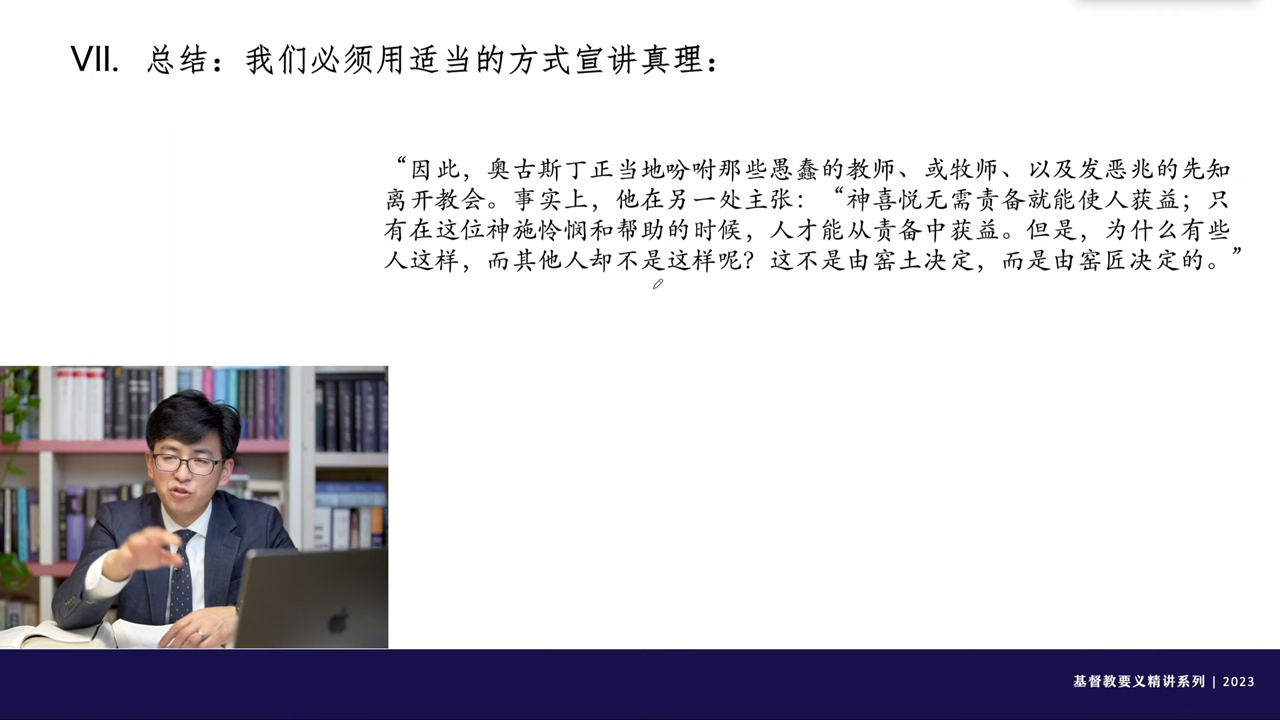 VII. 总结：我们必须用适当的方式宣讲真理：
“因此，奥古斯丁正当地吩咐那些愚蠢的教师、或牧师、以及发恶兆的先知
离开教会。事实上，他在另一处主张：“神喜悦无需责备就能使人获益；只
有在这位神施怜悯和帮助的时候，人才能从责备中获益。但是，为什么有些
人这样，而其他人却不是这样呢？这不是由窑土决定，而是由窑匠决定的。”
基督教要义精讲系列 | 2023